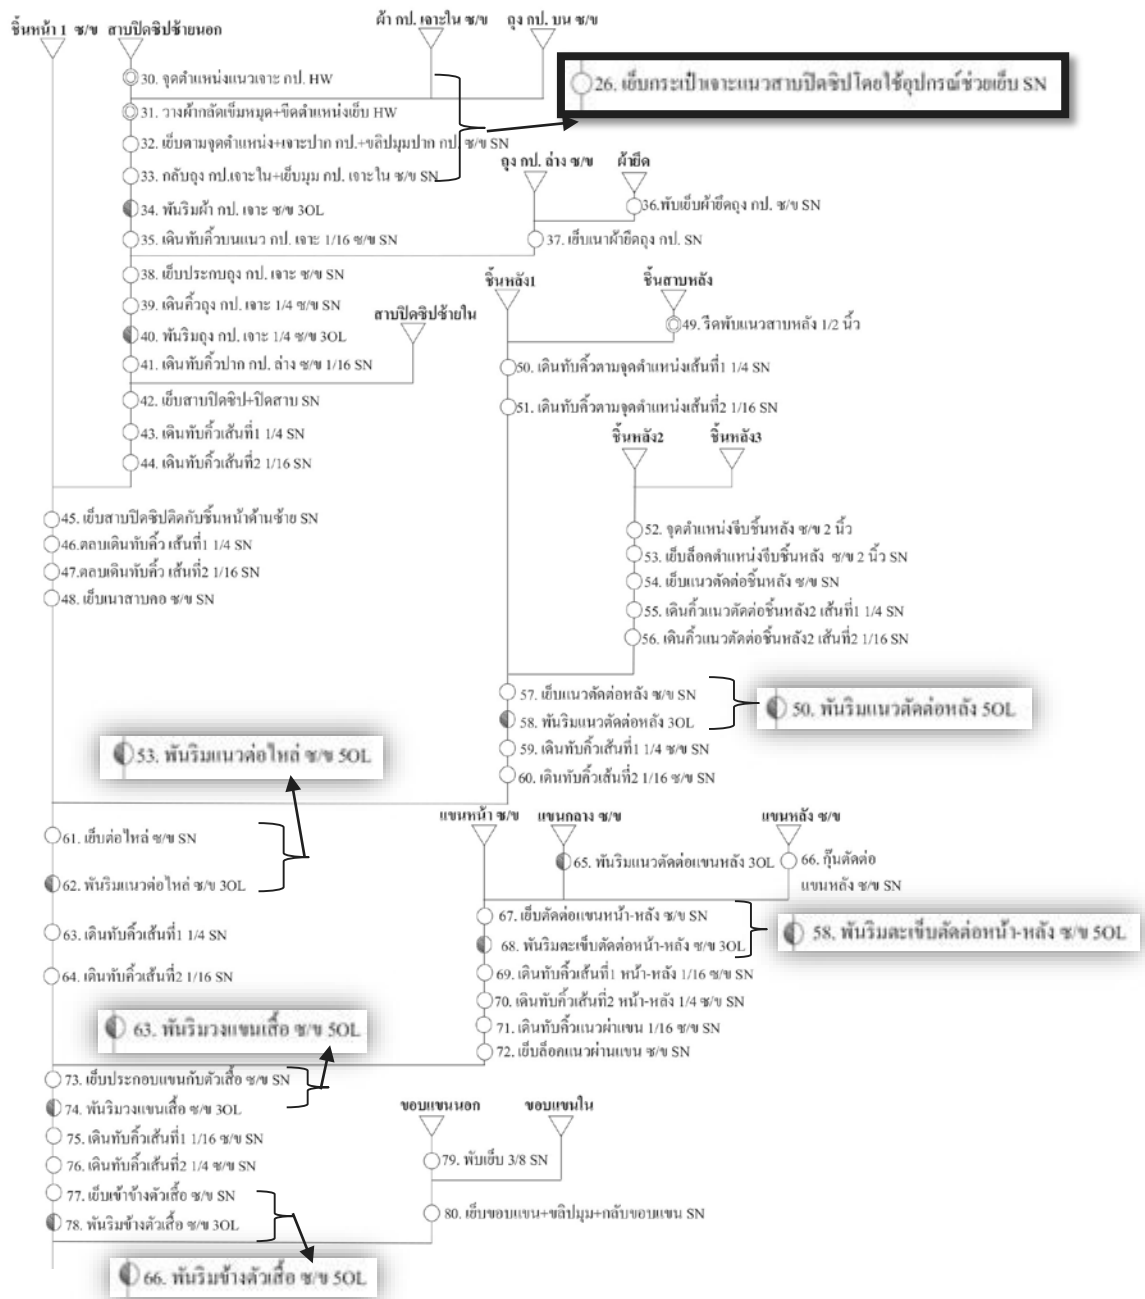 ชิ้นหน้า 1 ซ/ข
สาบปิดซิปซ้ายนอก
ผ้า กป. เจาะใน ซ/ข
ถุง กป. บน ซ/ข
30. จุดตำแหน่งแนวเจาะ กป. HW
26. เย็บกระเป๋าเจาะแนวสาบปิดซิปโดยใช้อุปกรณ์ช่วยเย็บ SN
31. วางผ้ากลัดเข็มหมุด+ขีดตำแหน่งเย็บ HW
32. เย็บตามจุดตำแหน่ง+เจาะปาก กป.+ขลิปมุมปาก กป. ซ/ข SN
33. กลับถุง กป.เจาะใน+เย็บมุม กป. เจาะใน ซ/ข SN
ถุง กป. ล่าง ซ/ข
ผ้ายืด
34. พันริมผ้า กป. เจาะ ซ/ข 3OL
36.พับเย็บผ้ายืดถุง กป. ซ/ข SN
35. เดินทับคิ้วบนแนว กป. เจาะ 1/16 ซ/ข SN
37. เย็บเนาผ้ายืดถุง กป. SN
38. เย็บประกบถุง กป. เจาะ ซ/ข SN
39. เดินคิ้วถุง กป. เจาะ 1/4 ซ/ข SN
40. พันริมถุง กป. เจาะ 1/4 ซ/ข 3OL
41. เดินทับคิ้วปาก กป. ล่าง ซ/ข 1/16 SN
สาบปิดซิปซ้ายใน
ชิ้นหลัง1
ชิ้นสาบหลัง
49. รีดพับแนวสาบหลัง 1/2 นิ้ว
50. เดินทับคิ้วตามจุดตำแหน่งเส้นที่1 1/4 SN
42. เย็บสาบปิดซิป+ปิดสาบ SN
51. เดินทับคิ้วตามจุดตำแหน่งเส้นที่2 1/16 SN
43. เดินทับคิ้วเส้นที่1 1/4 SN
44. เดินทับคิ้วเส้นที่2 1/16 SN
ชิ้นหลัง2
ชิ้นหลัง3
45. เย็บสาบปิดซิปติดกับชิ้นหน้าด้านซ้าย SN
46.ตลบเดินทับคิ้ว เส้นที่1 1/4 SN
47.ตลบเดินทับคิ้ว เส้นที่2 1/16 SN
48. เย็บเนาสาบคอ ซ/ข SN
52. จุดตำแหน่งจีบชิ้นหลัง ซ/ข 2 นิ้ว
53. เย็บล็อคตำแหน่งจีบชิ้นหลัง ซ/ข 2 นิ้ว SN
54. เย็บแนวตัดต่อชิ้นหลัง ซ/ข SN
55. เดินคิ้วแนวตัดต่อชิ้นหลัง2 เส้นที่1 1/4 SN
56. เดินคิ้วแนวตัดต่อชิ้นหลัง2 เส้นที่2 1/16 SN
57. เย็บแนวตัดต่อหลัง ซ/ข SN
58. พันริมแนวตัดต่อหลัง 3OL
50. พันริมแนวตัดต่อหลัง 5OL
59. เดินทับคิ้วเส้นที่1 1/4 ซ/ข SN
60. เดินทับคิ้วเส้นที่2 1/16 ซ/ข SN
53. พันริมแนวต่อไหล่ ซ/ข 5OL
61. เย็บต่อไหล่ ซ/ข SN
62. พันริมแนวต่อไหล่ ซ/ข 3OL
63. เดินทับคิ้วเส้นที่1 1/4 SN
64. เดินทับคิ้วเส้นที่2 1/16 SN
แขนหน้า ซ/ข
แขนกลาง ซ/ข
แขนหลัง ซ/ข
65. พันริมแนวตัดต่อแขนหลัง 3OL
66. กุ๊นตัดต่อ
แขนหลัง ซ/ข SN
67. เย็บตัดต่อแขนหน้า-หลัง ซ/ข SN
68. พันริมตะเข็บตัดต่อหน้า-หลัง ซ/ข 3OL
58. พันริมตะเข็บตัดต่อหน้า-หลัง ซ/ข 5OL
69. เดินทับคิ้วเส้นที่1 หน้า-หลัง 1/16 ซ/ข SN
70. เดินทับคิ้วเส้นที่2 หน้า-หลัง 1/4 ซ/ข SN
71. เดินทับคิ้วแนวผ่าแขน 1/16 ซ/ข SN
72. เย็บล็อคแนวผ่านแขน ซ/ข SN
63. พันริมวงแขนเสื้อ ซ/ข 5OL
73. เย็บประกอบแขนกับตัวเสื้อ ซ/ข SN
74. พันริมวงแขนเสื้อ ซ/ข 3OL
75. เดินทับคิ้วเส้นที่1 1/16 ซ/ข SN
76. เดินทับคิ้วเส้นที่2 1/4 ซ/ข SN
77. เย็บเข้าข้างตัวเสื้อ ซ/ข SN
78. พันริมข้างตัวเสื้อ ซ/ข 3OL
ขอบแขนนอก
ขอบแขนใน
79. พับเย็บ 3/8 SN
80. เย็บขอบแขน+ขลิปมุม+กลับขอบแขน SN
66. พันริมข้างตัวเสื้อ ซ/ข 5OL